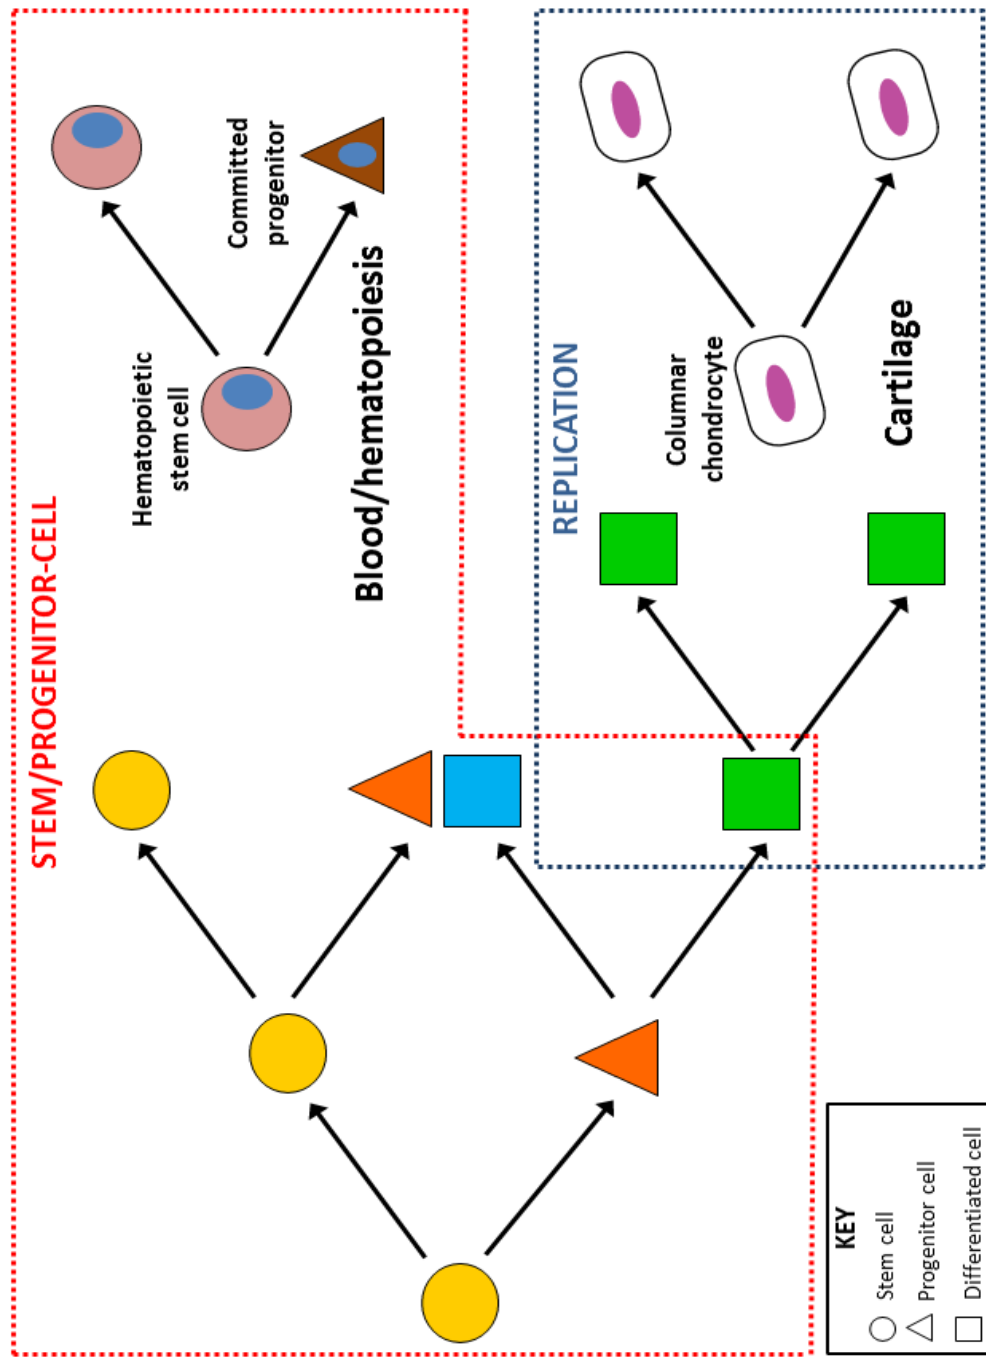 STEM/PROGENITOR-CELL
Hematopoietic
stem cell
Committed
progenitor
Blood/hematopoiesis
REPLICATION
Columnar
chondrocyte
Cartilage
KEY
Stem cell
Progenitor cell
Differentiated cell